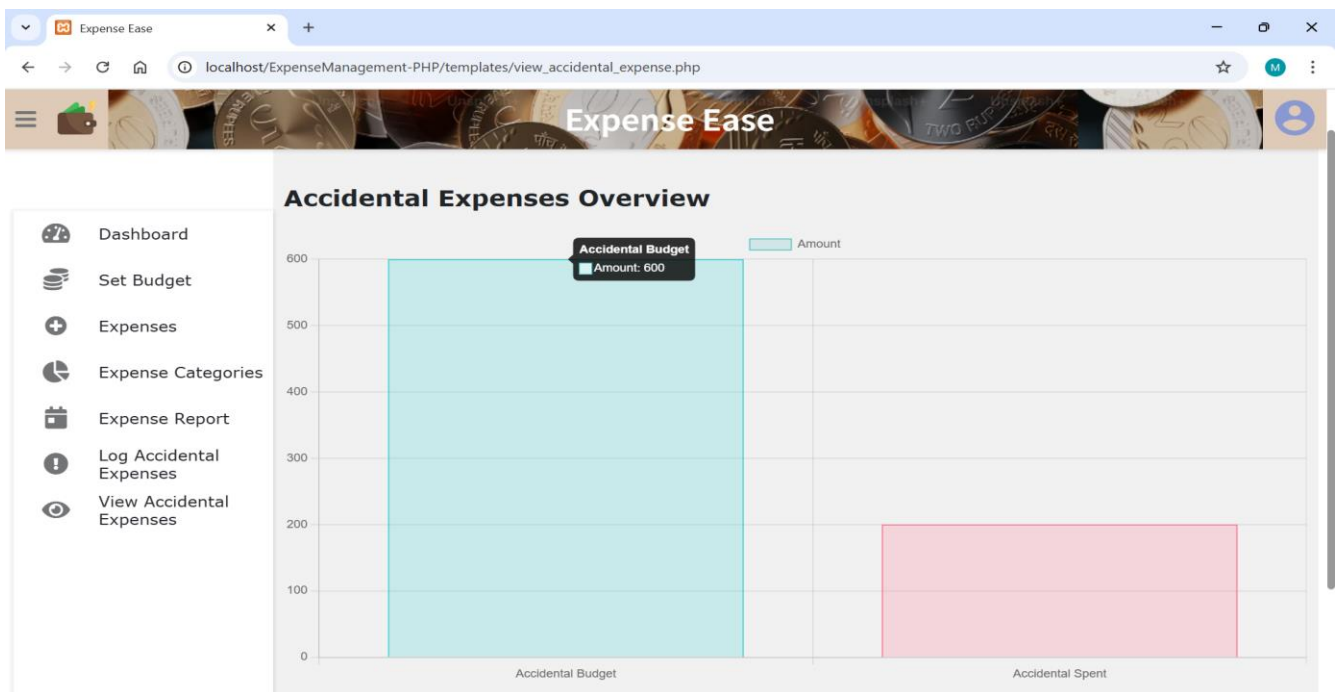 Expense Ease
localhost/ExpenseManagement-PHP/templates/view_accidental_expense.php
M
Expense Ease
TWO RUP
Accidental Expenses Overview
Dashboard
Set Budget
Expenses
Expense Categories
Expense Report
Log Accidental
Expenses
View Accidental
Expenses
Amount
Accidental Budget
Amount: 600
600
500
400
300
200
100
0
Accidental Budget
Accidental Spent